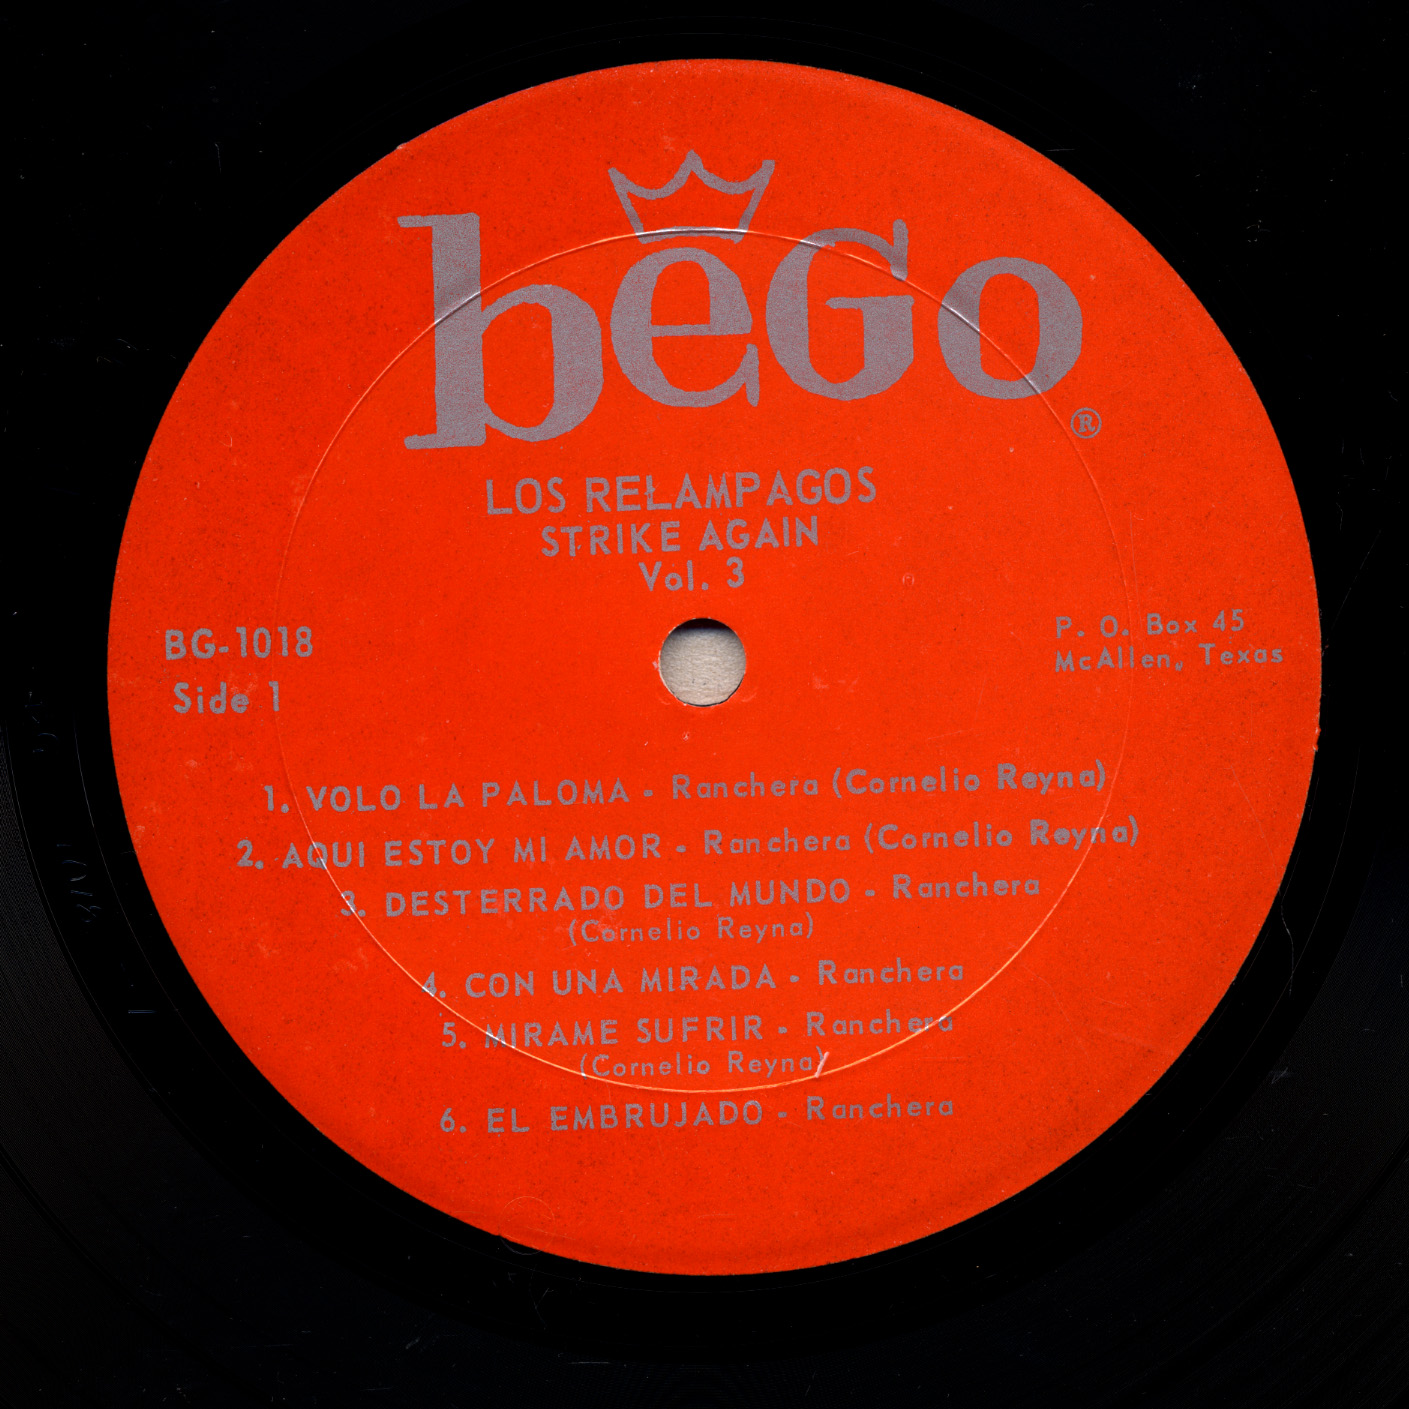 beGo
®
LOS RELAMPAGOS
STRIKE AGAIN
Vol. 3
BG-1018
Side 1
P. O. Box 45
McAllen, Texas
1. VOLO LA PALOMA - Ranchera (Cornelio Reyna)
2. AQUI ESTOY MI AMOR - Ranchera (Cornelio Reyna)
3. DESTERRADO DEL MUNDO - Ranchera
(Cornelio Reyna)
4. CON UNA MIRADA - Ranchera
5. MIRAME SUFRIR - Ranchera
(Cornelio Reyna)
6. EL EMBRUJADO - Ranchera